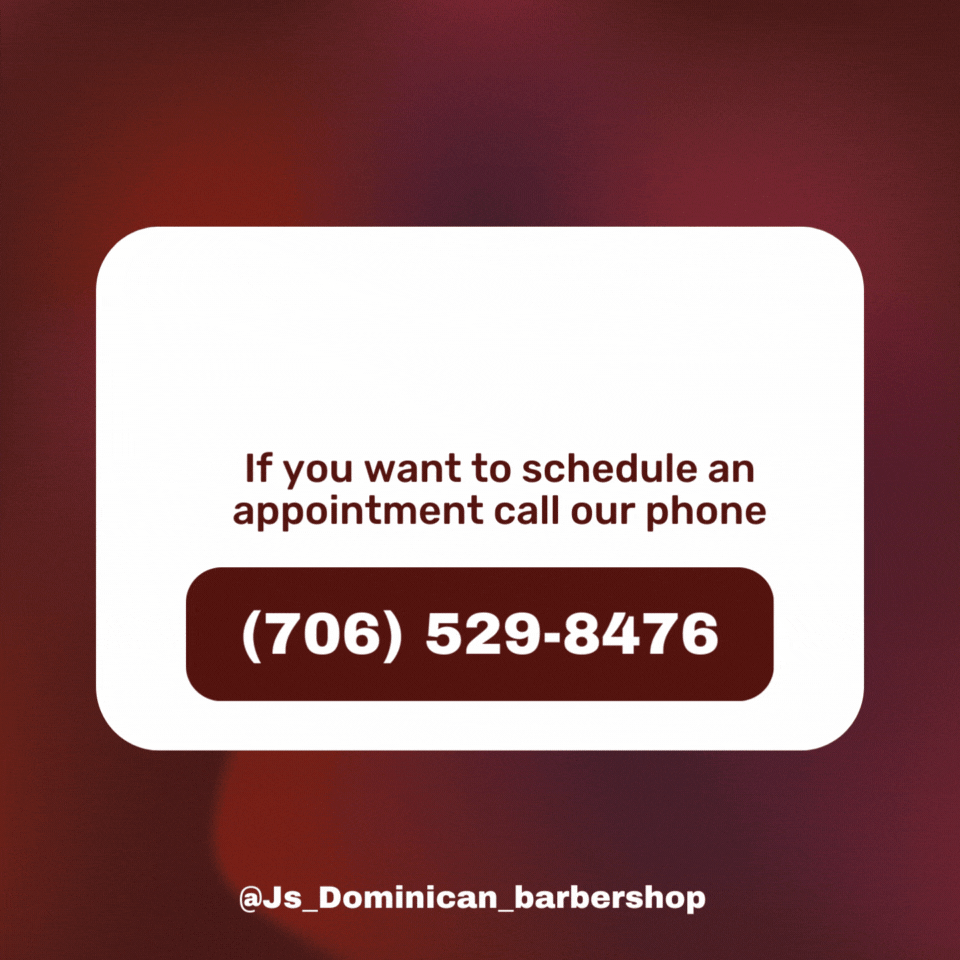 If you want to schedule an
appointment call our phone
(706) 529-8476
@Js_Dominican_barbershop